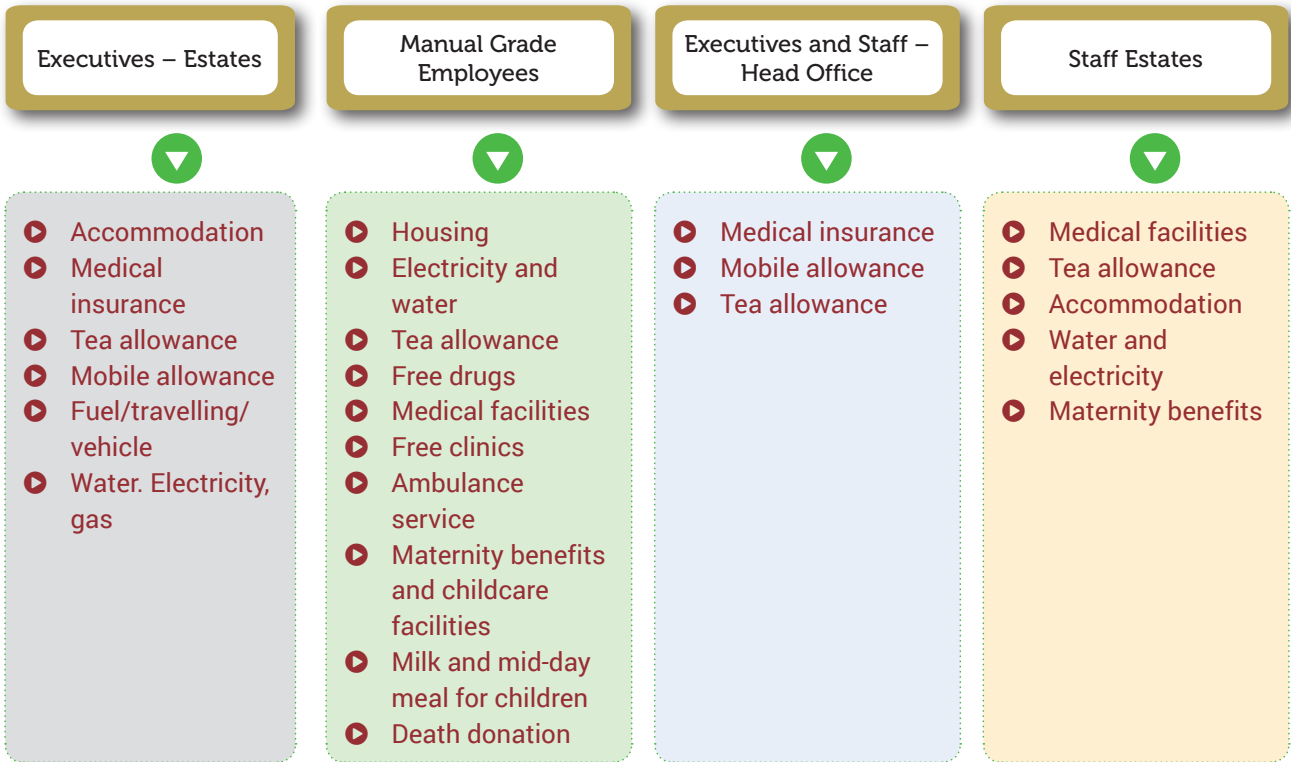 Executives – Estates
Manual Grade
Employees
Executives and Staff –
Head Office
Staff Estates
Accommodation
Medical
insurance
Tea allowance
Mobile allowance
Fuel/travelling/
vehicle
Water. Electricity,
gas
Housing
Electricity and
water
Tea allowance
Free drugs
Medical facilities
Free clinics
Ambulance
service
Maternity benefits
and childcare
facilities
Milk and mid-day
meal for children
Death donation
Medical insurance
Mobile allowance
Tea allowance
Medical facilities
Tea allowance
Accommodation
Water and
electricity
Maternity benefits